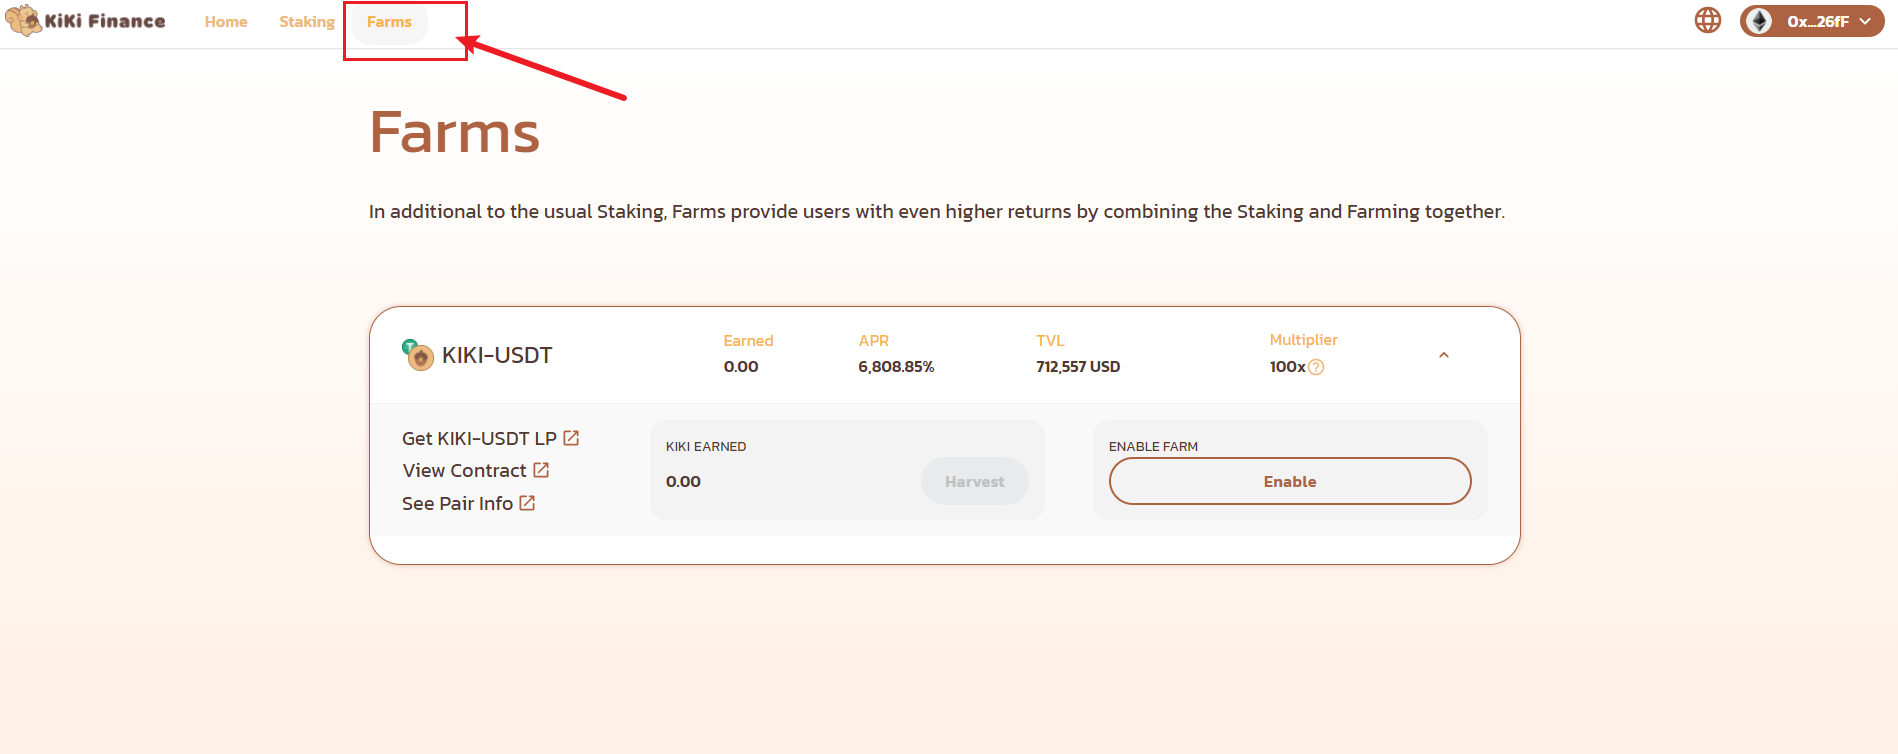 KiKi Finance Home Staking Farms 0x...26fF
Farms
In additional to the usual Staking, Farms provide users with even higher returns by combining the Staking and Farming together.
KIKI-USDT
Earned APR TVL Multiplier
0.00 6,808.85% 712,557 USD 100x
Get KIKI-USDT LP
View Contract
See Pair Info
KIKI EARNED
0.00 Harvest
ENABLE FARM
Enable